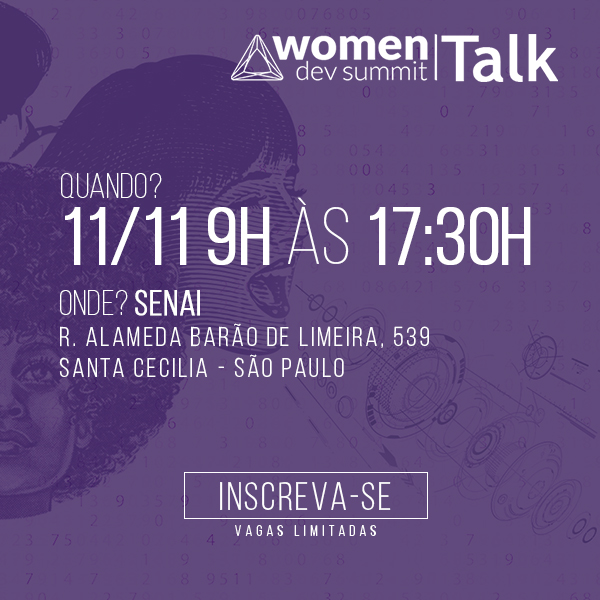 women
dev summit
Talk
QUANDO?
11/11 9H ÀS 17:30H
ONDE? SENAI
R. ALAMEDA BARÃO DE LIMEIRA, 539
SANTA CECILIA - SÃO PAULO
INSCREVA-SE
VAGAS LIMITADAS